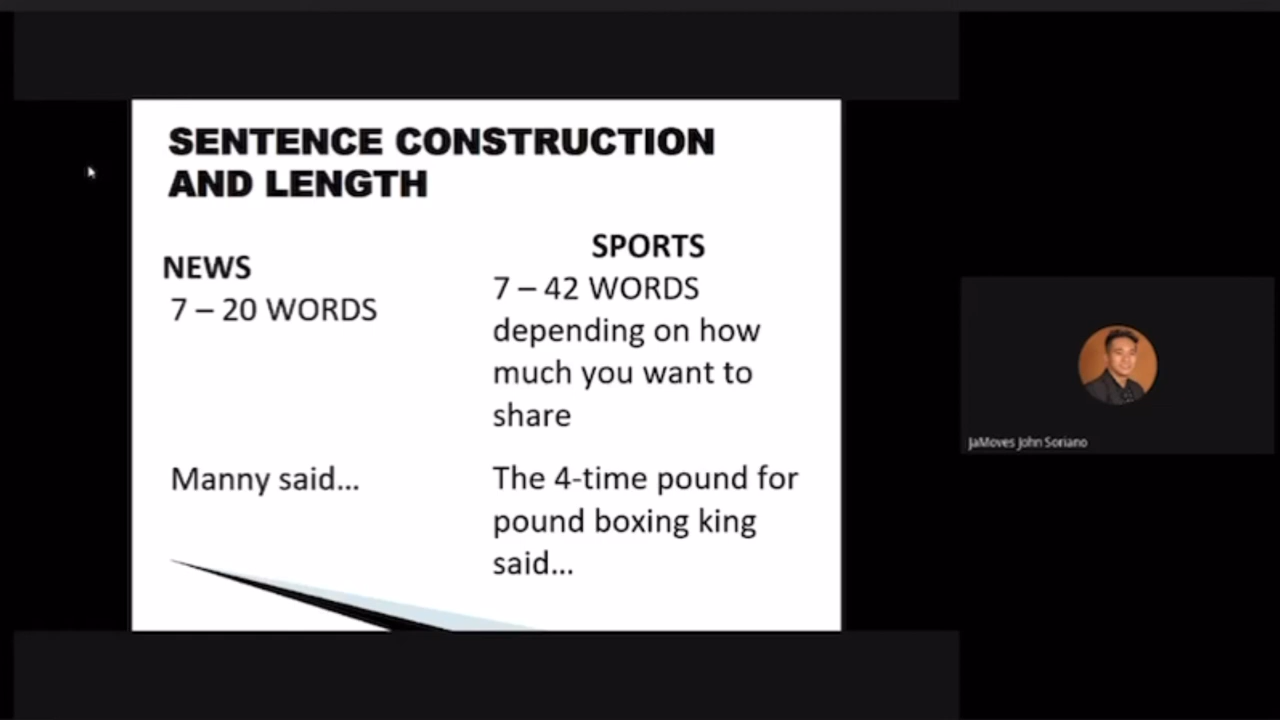 SENTENCE CONSTRUCTION
AND LENGTH
NEWS
7 – 20 WORDS
Manny said...
SPORTS
7 – 42 WORDS
depending on how
much you want to
share
The 4-time pound for
pound boxing king
said...
JaMoves John Soriano